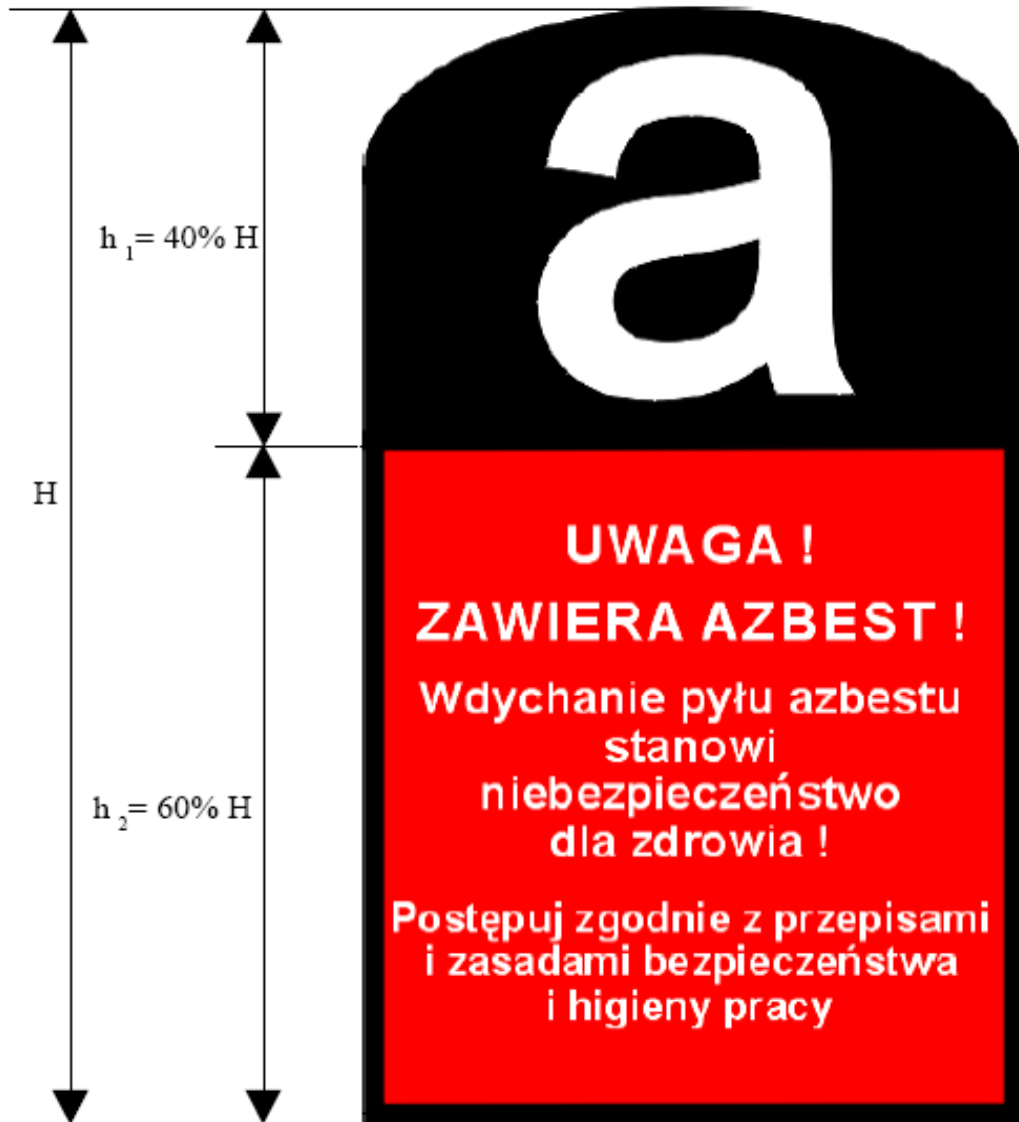 a
h 1= 40% H
H
UWAGA !
ZAWIERA AZBEST !
Wdychanie pyłu azbestu
stanowi
niebezpieczeństwo
dla zdrowia !
h 2= 60% H
Postępuj zgodnie z przepisami
i zasadami bezpieczeństwa
i higieny pracy